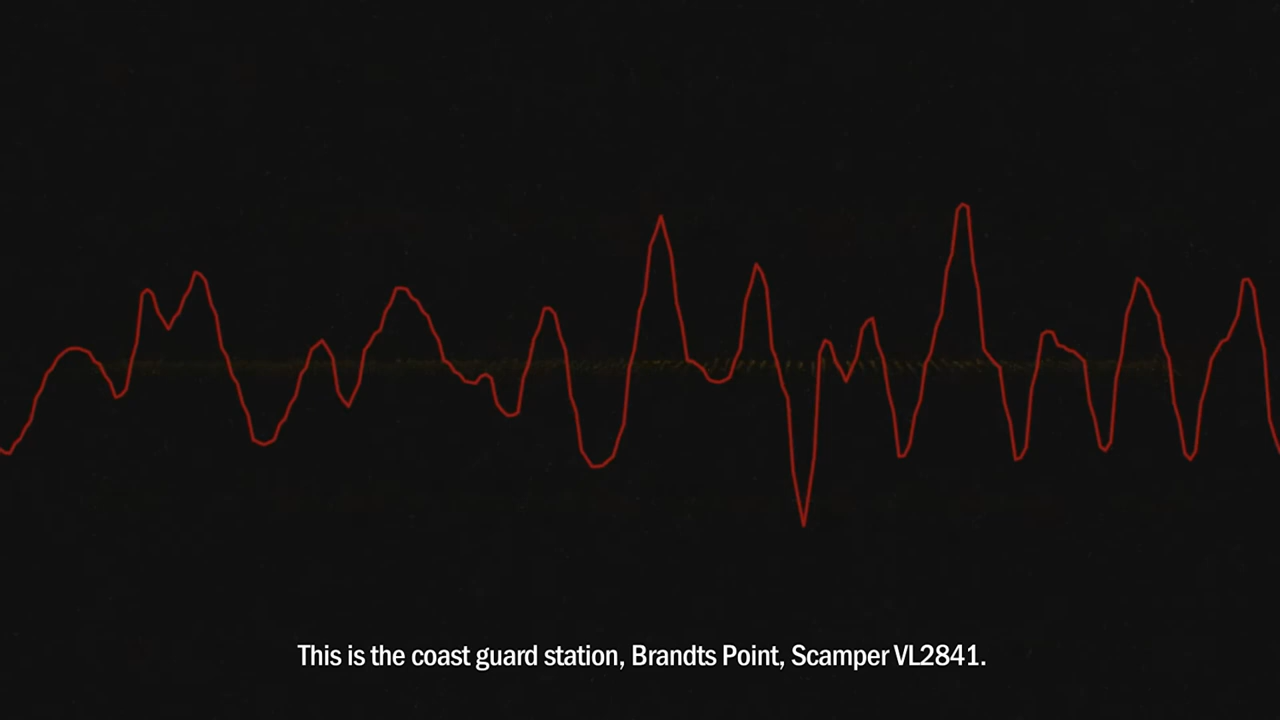 This is the coast guard station, Brandts Point, Scamper VL2841.